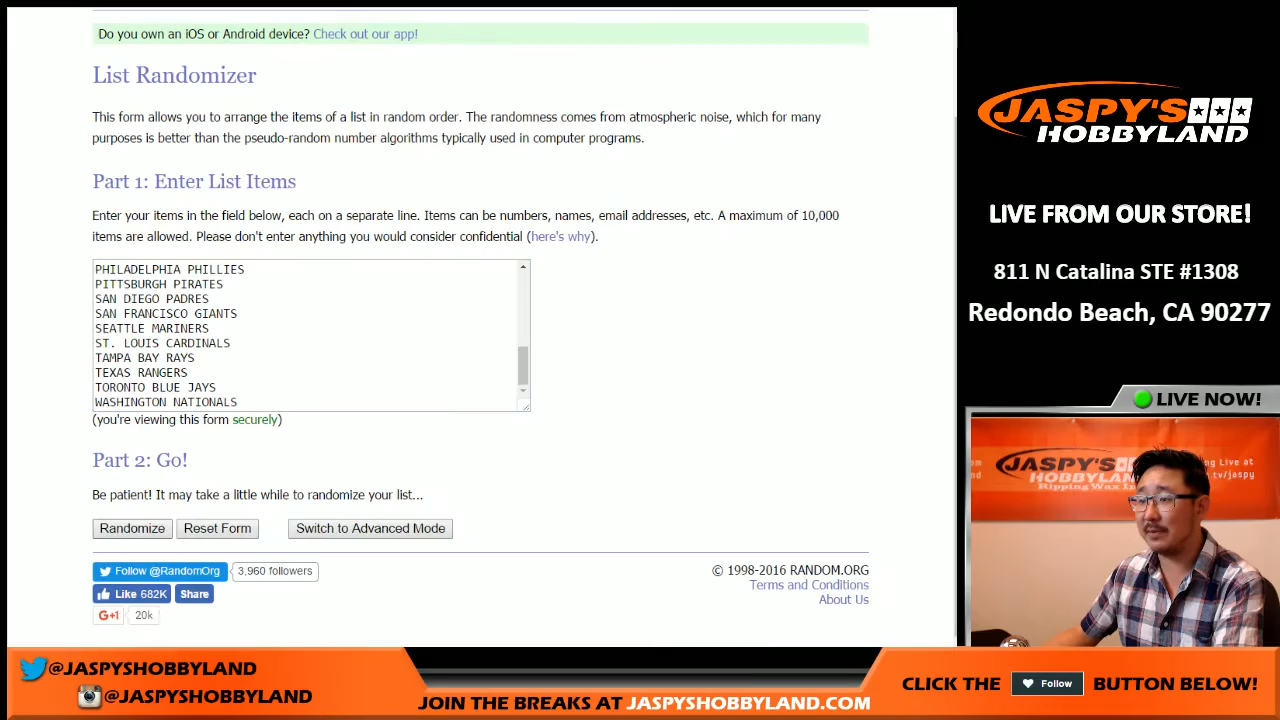 Do you own an iOS or Android device? Check out our app!
List Randomizer
This form allows you to arrange the items of a list in random order. The randomness comes from atmospheric noise, which for many
purposes is better than the pseudo-random number algorithms typically used in computer programs.
Part 1: Enter List Items
Enter your items in the field below, each on a separate line. Items can be numbers, names, email addresses, etc. A maximum of 10,000
items are allowed. Please don't enter anything you would consider confidential (here's why).
PHILADELPHIA PHILLIES
PITTSBURGH PIRATES
SAN DIEGO PADRES
SAN FRANCISCO GIANTS
SEATTLE MARINERS
ST. LOUIS CARDINALS
TAMPA BAY RAYS
TEXAS RANGERS
TORONTO BLUE JAYS
WASHINGTON NATIONALS
(you're viewing this form securely)
Part 2: Go!
Be patient! It may take a little while to randomize your list...
Randomize Reset Form Switch to Advanced Mode
Follow @RandomOrg 3,960 followers
Like 682K Share
G+1 20k
© 1998-2016 RANDOM.ORG
Terms and Conditions
About Us
JASPY'S
HOBBYLAND
LIVE FROM OUR STORE!
811 N Catalina STE #1308
Redondo Beach, CA 90277
LIVE NOW!
JASPY'S
HOBBYLAND
Ripping Wax
ng Live at
tv/jaspy
@JASPYSHOBBYLAND
@JASPYSHOBBYLAND
JOIN THE BREAKS AT JASPYSHOBBYLAND.COM
CLICK THE Follow BUTTON BELOW!